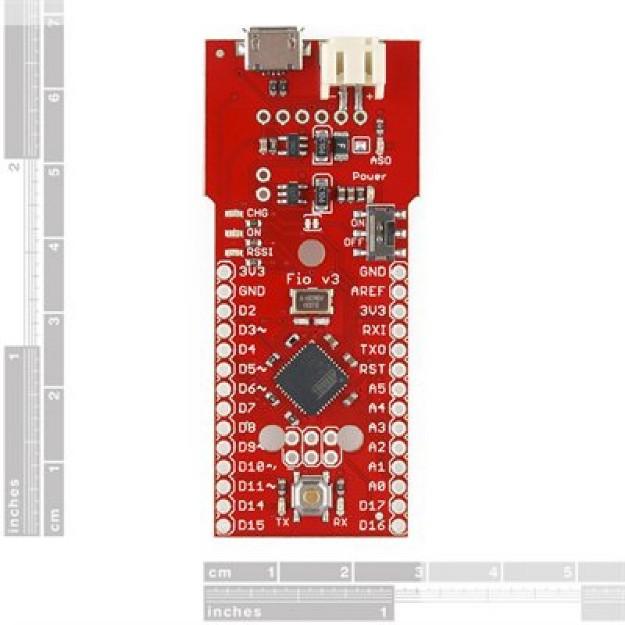 ASO
Power
CHG
ON
RSSI
ON
OFF
Fio v3
3V3
GND
D2
D3~
D4
D5~
D6~
D7
D8
D9~
D10~
D11~
D14
D15
GND
AREF
3V3
RXI
TXO
RST
A5
A4
A3
A2
A1
A0
D17
D16
TX
RX
+
inches
1
2
cm
1
2
3
4
5
6
7
cm
1
2
3
4
5
inches
1